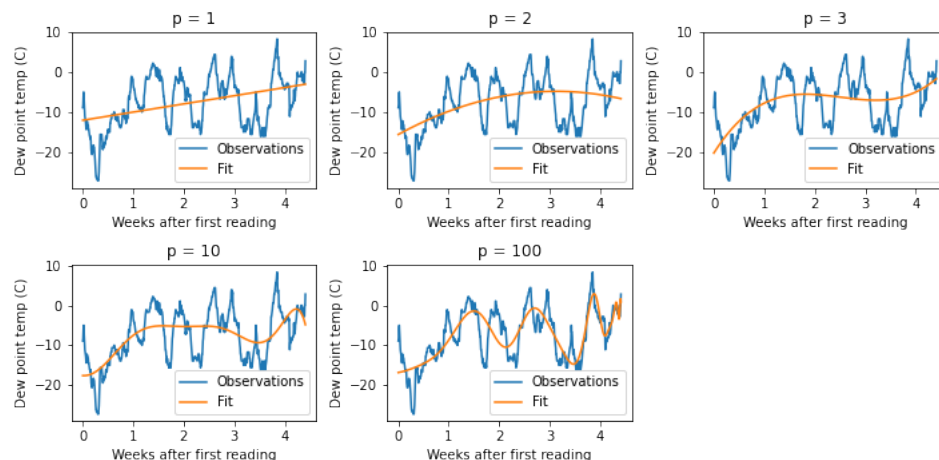 p = 1
10
0
−10
−20
Dew point temp (C)
Observations
Fit
0 1 2 3 4
Weeks after first reading
p = 2
10
0
−10
−20
Dew point temp (C)
Observations
Fit
0 1 2 3 4
Weeks after first reading
p = 3
10
0
−10
−20
Dew point temp (C)
Observations
Fit
0 1 2 3 4
Weeks after first reading
p = 10
10
0
−10
−20
Dew point temp (C)
Observations
Fit
0 1 2 3 4
Weeks after first reading
p = 100
10
0
−10
−20
Dew point temp (C)
Observations
Fit
0 1 2 3 4
Weeks after first reading